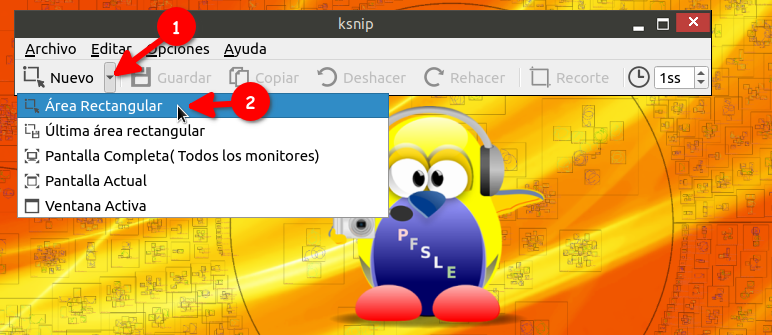 ksnip
Archivo Editar Opciones Ayuda
Nuevo Guardar Copiar Deshacer Rehacer Recorte 1ss
Área Rectangular
Última área rectangular
Pantalla Completa( Todos los monitores)
Pantalla Actual
Ventana Activa
1
2
PFSLE